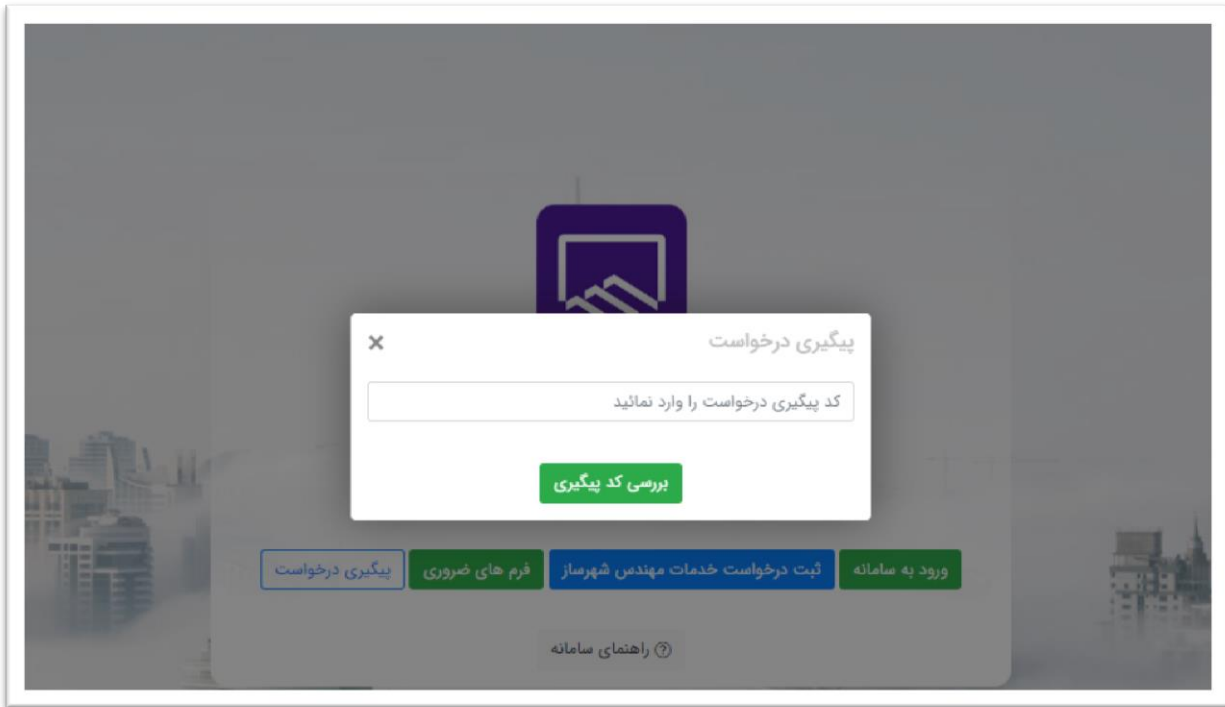 پیگیری درخواست
کد پیگیری درخواست را وارد نمائید
بررسی کد پیگیری
ورود به سامانه
ثبت درخواست خدمات مهندس شهرساز
فرم های ضروری
پیگیری درخواست
راهنمای سامانه